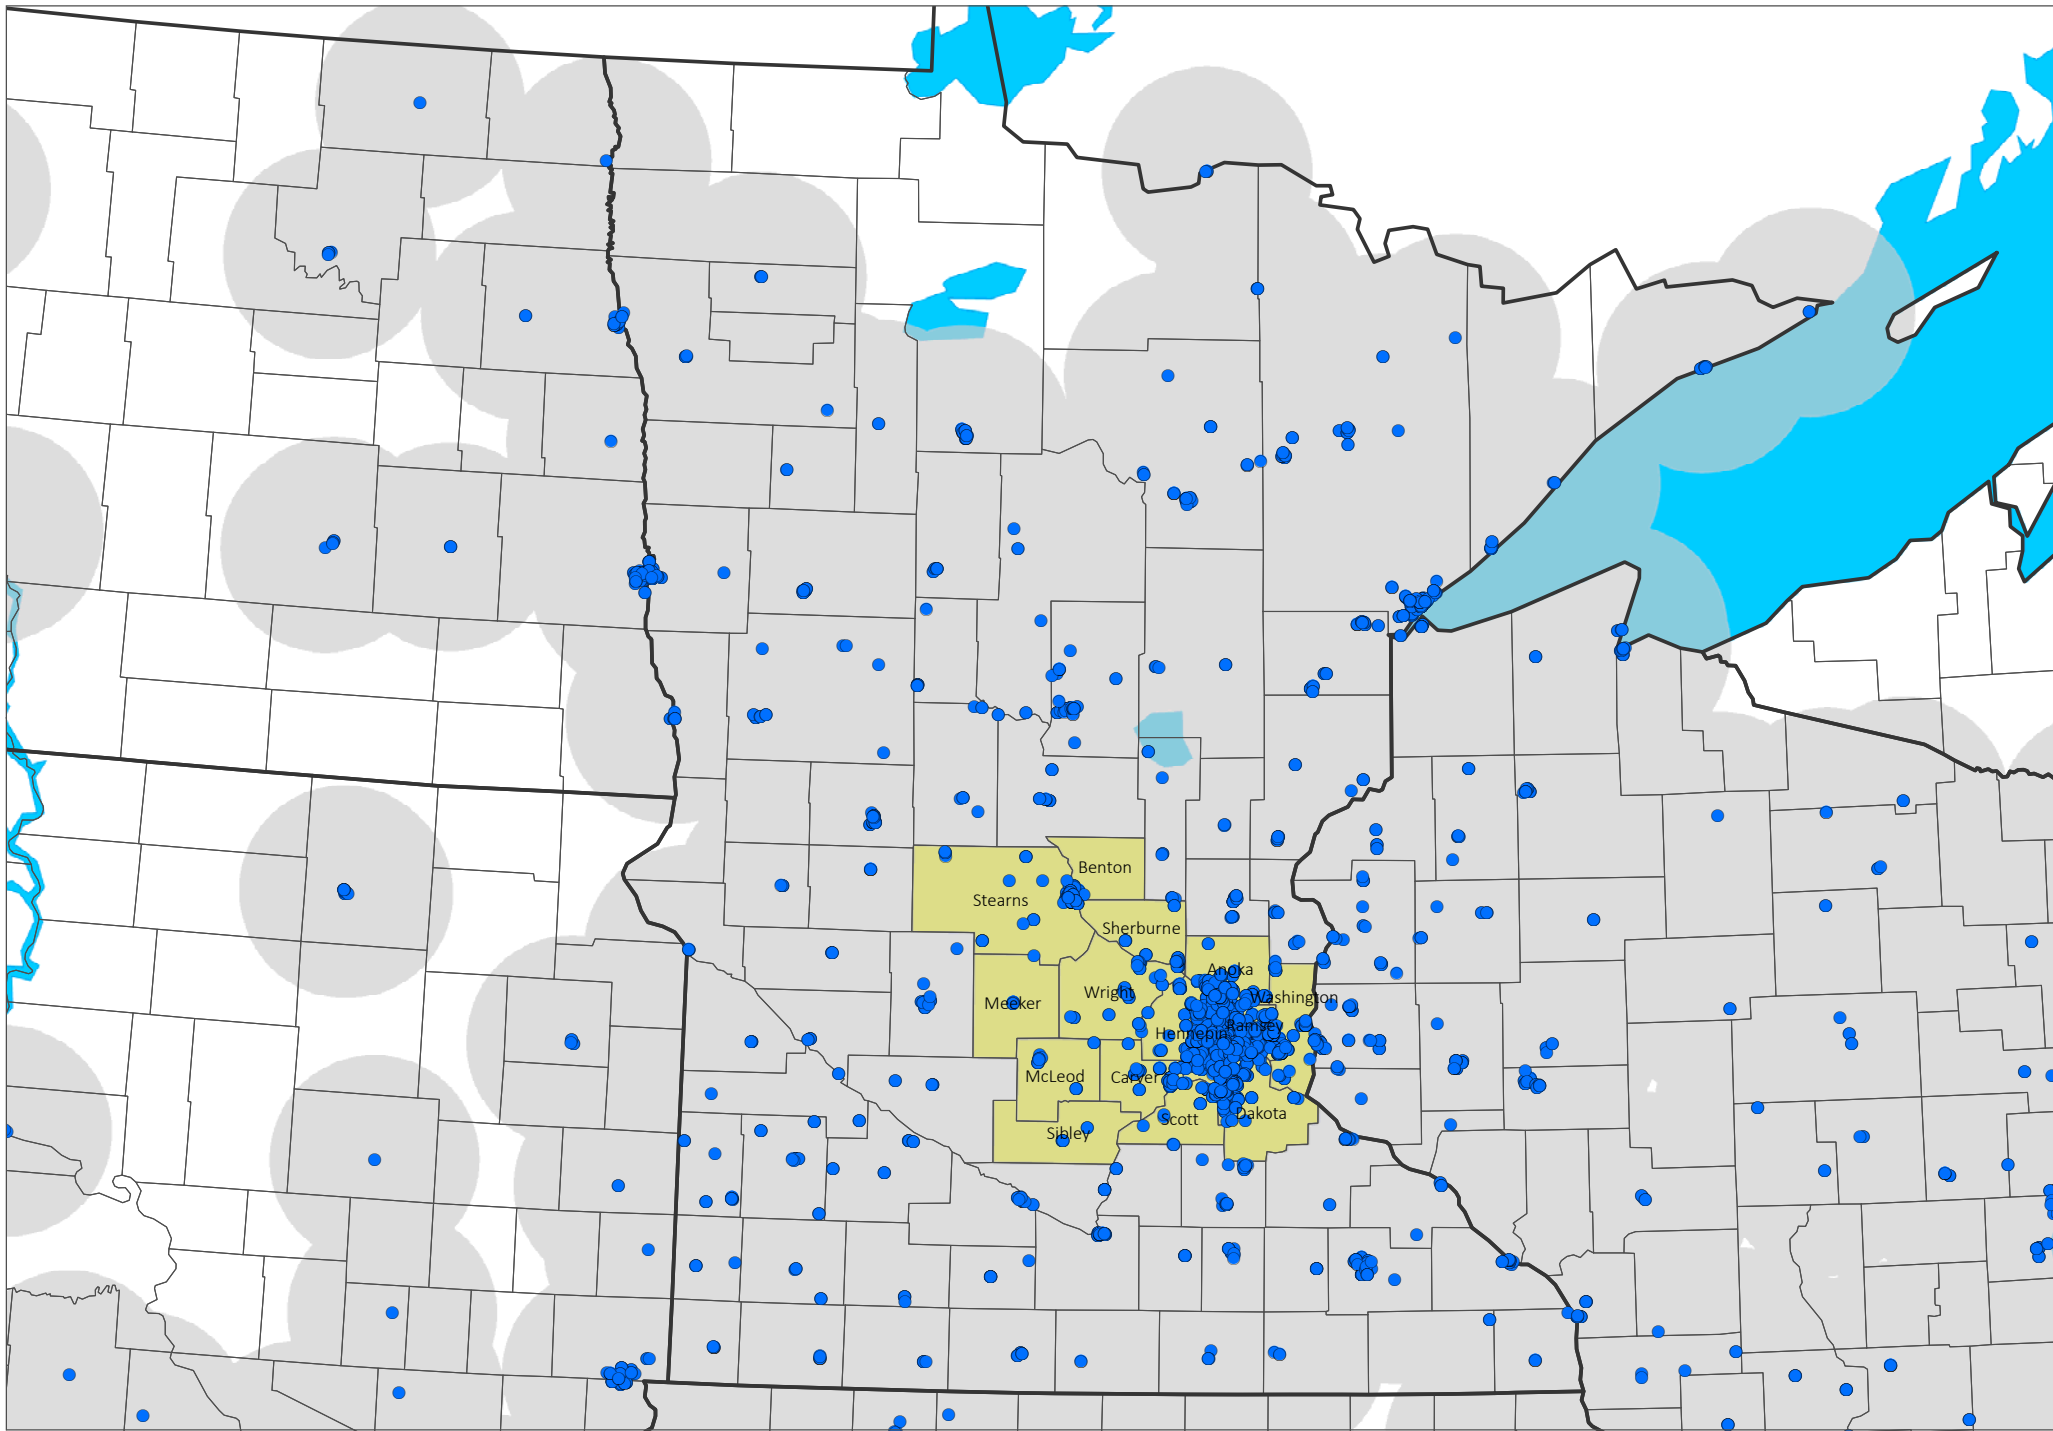 Benton
Stearns
Sherburne
Anoka
Wright
Washington
Meeker
Ramsey
Hennepin
McLeod
Carver
Dakota
Scott
Sibley